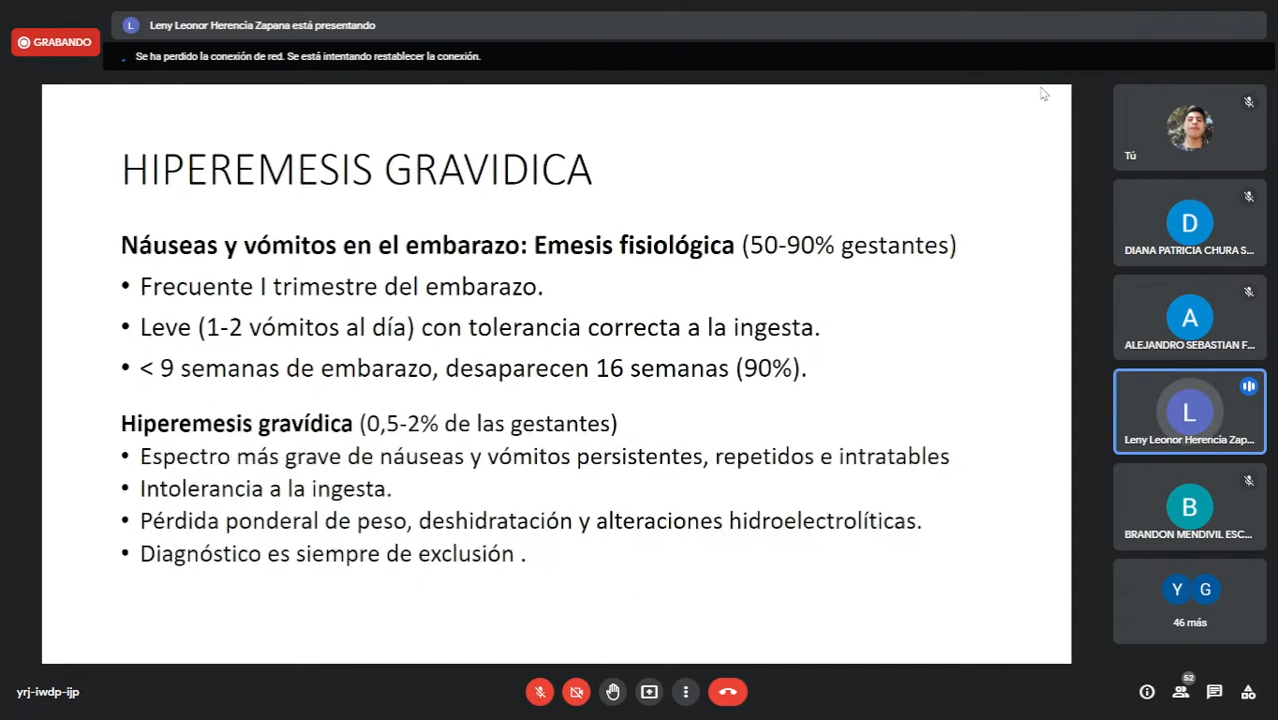 L Leny Leonor Herencia Zapana está presentando
GRABANDO
Se ha perdido la conexión de red. Se está intentando restablecer la conexión.
HIPEREMESIS GRAVIDICA
Náuseas y vómitos en el embarazo: Emesis fisiológica (50-90% gestantes)
• Frecuente I trimestre del embarazo.
• Leve (1-2 vómitos al día) con tolerancia correcta a la ingesta.
• < 9 semanas de embarazo, desaparecen 16 semanas (90%).
Hiperemesis gravídica (0,5-2% de las gestantes)
• Espectro más grave de náuseas y vómitos persistentes, repetidos e intratables
• Intolerancia a la ingesta.
• Pérdida ponderal de peso, deshidratación y alteraciones hidroelectrolíticas.
• Diagnóstico es siempre de exclusión .
Tú
D
DIANA PATRICIA CHURA S...
A
ALEJANDRO SEBASTIAN F...
L
Leny Leonor Herencia Zap...
B
BRANDON MENDIVIL ESC...
Y G
46 más
yrj-iwdp-ijp
52